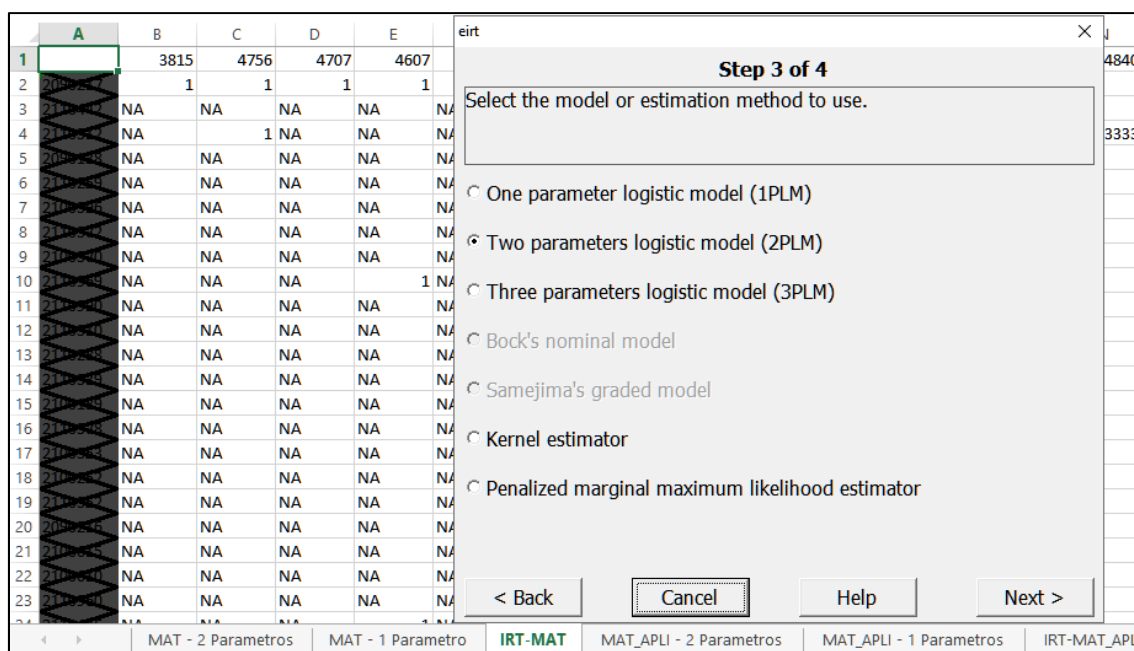 A B C D E eirt
1 3815 4756 4707 4607 4840
Step 3 of 4
2 1 1 1 1
Select the model or estimation method to use.
3 NA NA NA NA
4 NA 1 NA NA 3333
5 NA NA NA NA
6 NA NA NA NA
One parameter logistic model (1PLM)
7 NA NA NA NA
8 NA NA NA NA
Two parameters logistic model (2PLM)
9 NA NA NA NA
10 NA NA NA 1
Three parameters logistic model (3PLM)
11 NA NA NA NA
12 NA NA NA NA
Bock's nominal model
13 NA NA NA NA
14 NA NA NA NA
Samejima's graded model
15 NA NA NA NA
16 NA NA NA NA
Kernel estimator
17 NA NA NA NA
18 NA NA NA NA
Penalized marginal maximum likelihood estimator
19 NA NA NA NA
20 NA NA NA NA
21 NA NA NA NA
22 NA NA NA NA
23 NA NA NA NA
< Back Cancel Help Next >
MAT - 2 Parametros MAT - 1 Parametro IRT-MAT MAT_APLI - 2 Parametros MAT_APLI - 1 Parametros IRT-MAT_APL